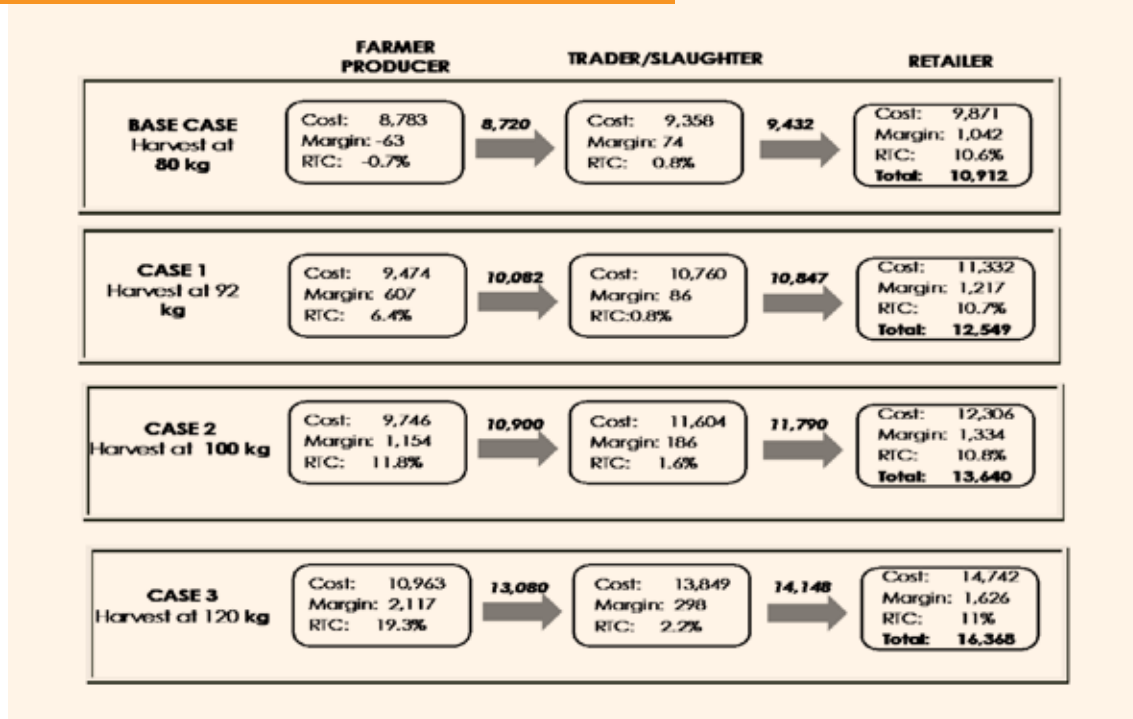 FARMER
PRODUCER
TRADER/SLAUGHTER
RETAILER
BASE CASE
Harvest at
80 kg
Cost: 8,783
Margin: -63
RTC: -0.7%
8,720
Cost: 9,358
Margin: 74
RTC: 0.8%
9,432
Cost: 9,871
Margin: 1,042
RTC: 10.6%
Total: 10,912
CASE 1
Harvest at 92
kg
Cost: 9,474
Margin: 607
RTC: 6.4%
10,082
Cost: 10,760
Margin: 86
RTC:0.8%
10,847
Cost: 11,332
Margin: 1,217
RTC: 10.7%
Total: 12,549
CASE 2
Harvest at 100 kg
Cost: 9,746
Margin: 1,154
RTC: 11.8%
10,900
Cost: 11,604
Margin: 186
RTC: 1.6%
11,790
Cost: 12,306
Margin: 1,334
RTC: 10.8%
Total: 13,640
CASE 3
Harvest at 120 kg
Cost: 10,963
Margin: 2,117
RTC: 19.3%
13,080
Cost: 13,849
Margin: 298
RTC: 2.2%
14,148
Cost: 14,742
Margin: 1,626
RTC: 11%
Total: 16,368